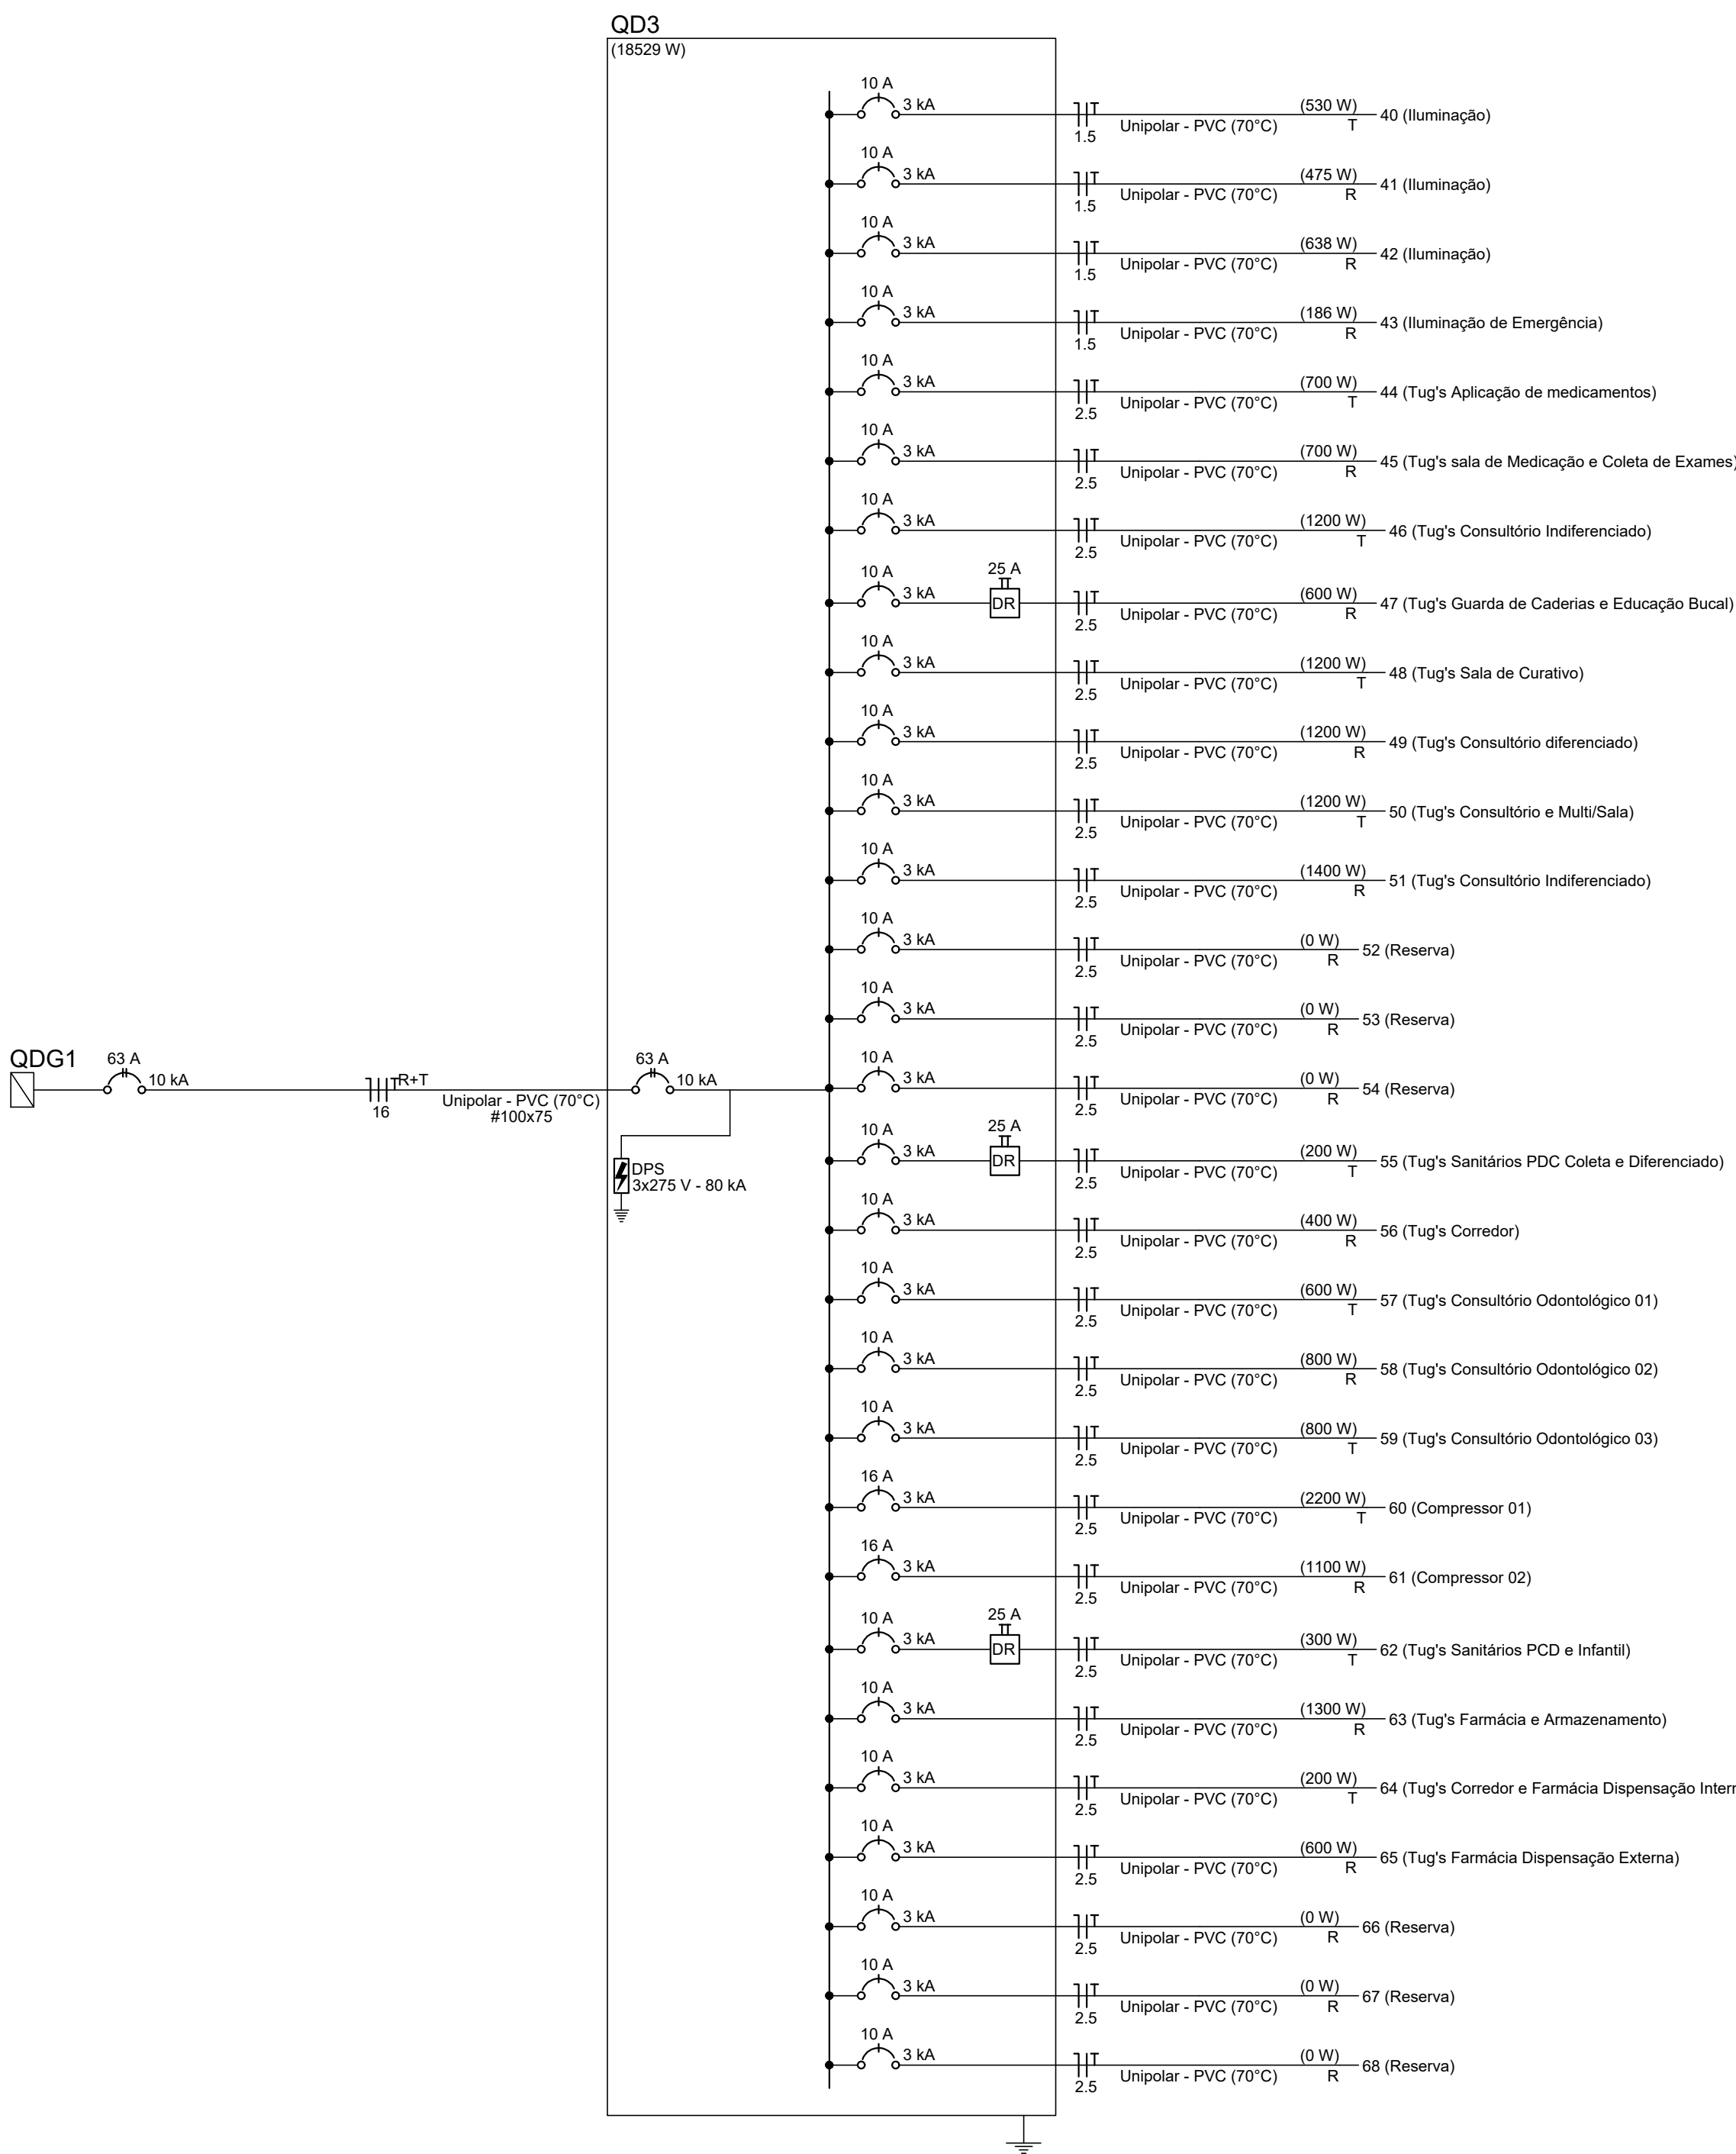 QD3
(18529 W)
10 A
3 kA
1.5
Unipolar - PVC (70°C)
(530 W)
T
40 (Iluminação)
10 A
3 kA
1.5
Unipolar - PVC (70°C)
(475 W)
R
41 (Iluminação)
10 A
3 kA
1.5
Unipolar - PVC (70°C)
(638 W)
R
42 (Iluminação)
10 A
3 kA
1.5
Unipolar - PVC (70°C)
(186 W)
R
43 (Iluminação de Emergência)
10 A
3 kA
2.5
Unipolar - PVC (70°C)
(700 W)
T
44 (Tug's Aplicação de medicamentos)
10 A
3 kA
2.5
Unipolar - PVC (70°C)
(700 W)
R
45 (Tug's sala de Medicação e Coleta de Exames)
10 A
3 kA
2.5
Unipolar - PVC (70°C)
(1200 W)
T
46 (Tug's Consultório Indiferenciado)
10 A
3 kA
25 A
DR
2.5
Unipolar - PVC (70°C)
(600 W)
R
47 (Tug's Guarda de Caderias e Educação Bucal)
10 A
3 kA
2.5
Unipolar - PVC (70°C)
(1200 W)
T
48 (Tug's Sala de Curativo)
10 A
3 kA
2.5
Unipolar - PVC (70°C)
(1200 W)
R
49 (Tug's Consultório diferenciado)
10 A
3 kA
2.5
Unipolar - PVC (70°C)
(1200 W)
T
50 (Tug's Consultório e Multi/Sala)
10 A
3 kA
2.5
Unipolar - PVC (70°C)
(1400 W)
R
51 (Tug's Consultório Indiferenciado)
10 A
3 kA
2.5
Unipolar - PVC (70°C)
(0 W)
R
52 (Reserva)
10 A
3 kA
2.5
Unipolar - PVC (70°C)
(0 W)
R
53 (Reserva)
QDG1
63 A
10 kA
R+T
16
Unipolar - PVC (70°C)
#100x75
63 A
10 kA
DPS
3x275 V - 80 kA
10 A
3 kA
2.5
Unipolar - PVC (70°C)
(0 W)
R
54 (Reserva)
10 A
3 kA
25 A
DR
2.5
Unipolar - PVC (70°C)
(200 W)
T
55 (Tug's Sanitários PDC Coleta e Diferenciado)
10 A
3 kA
2.5
Unipolar - PVC (70°C)
(400 W)
R
56 (Tug's Corredor)
10 A
3 kA
2.5
Unipolar - PVC (70°C)
(600 W)
T
57 (Tug's Consultório Odontológico 01)
10 A
3 kA
2.5
Unipolar - PVC (70°C)
(800 W)
R
58 (Tug's Consultório Odontológico 02)
10 A
3 kA
2.5
Unipolar - PVC (70°C)
(800 W)
T
59 (Tug's Consultório Odontológico 03)
16 A
3 kA
2.5
Unipolar - PVC (70°C)
(2200 W)
T
60 (Compressor 01)
16 A
3 kA
2.5
Unipolar - PVC (70°C)
(1100 W)
R
61 (Compressor 02)
10 A
3 kA
25 A
DR
2.5
Unipolar - PVC (70°C)
(300 W)
T
62 (Tug's Sanitários PCD e Infantil)
10 A
3 kA
2.5
Unipolar - PVC (70°C)
(1300 W)
R
63 (Tug's Farmácia e Armazenamento)
10 A
3 kA
2.5
Unipolar - PVC (70°C)
(200 W)
T
64 (Tug's Corredor e Farmácia Dispensação
10 A
3 kA
2.5
Unipolar - PVC (70°C)
(600 W)
R
65 (Tug's Farmácia Dispensação Externa)
10 A
3 kA
2.5
Unipolar - PVC (70°C)
(0 W)
R
66 (Reserva)
10 A
3 kA
2.5
Unipolar - PVC (70°C)
(0 W)
R
67 (Reserva)
10 A
3 kA
2.5
Unipolar - PVC (70°C)
(0 W)
R
68 (Reserva)